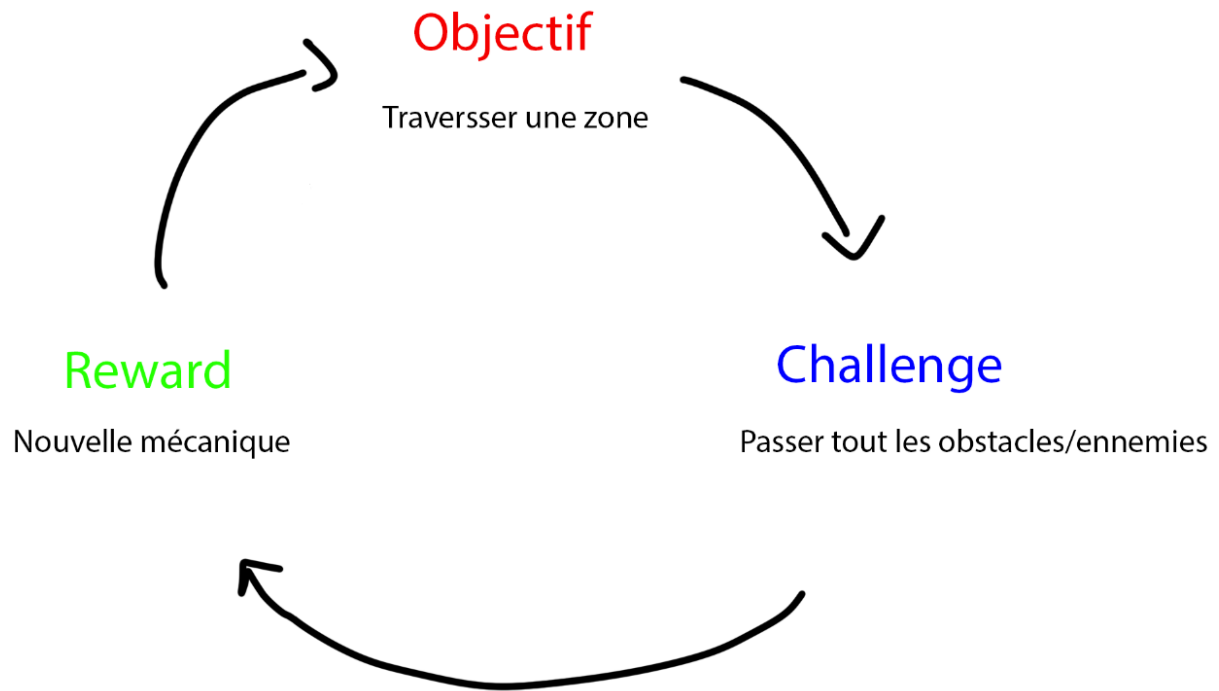 Objectif
Traversser une zone
Reward
Challenge
Nouvelle mécanique
Passer tout les obstacles/ennemies